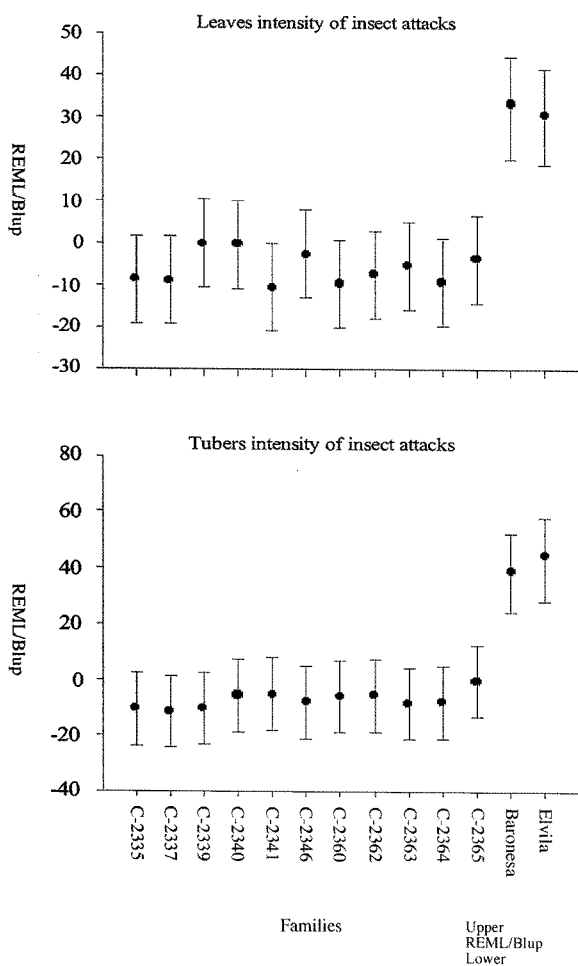 Leaves intensity of insect attacks
50
40
30
20
10
0
-10
-20
-30
REML/Blup
Tubers intensity of insect attacks
80
60
40
20
0
-20
-40
REML/Blup
C-2335
C-2337
C-2339
C-2340
C-2341
C-2346
C-2360
C-2362
C-2363
C-2364
C-2365
Baronesa
Elvila
Families
Upper
REML/Blup
Lower